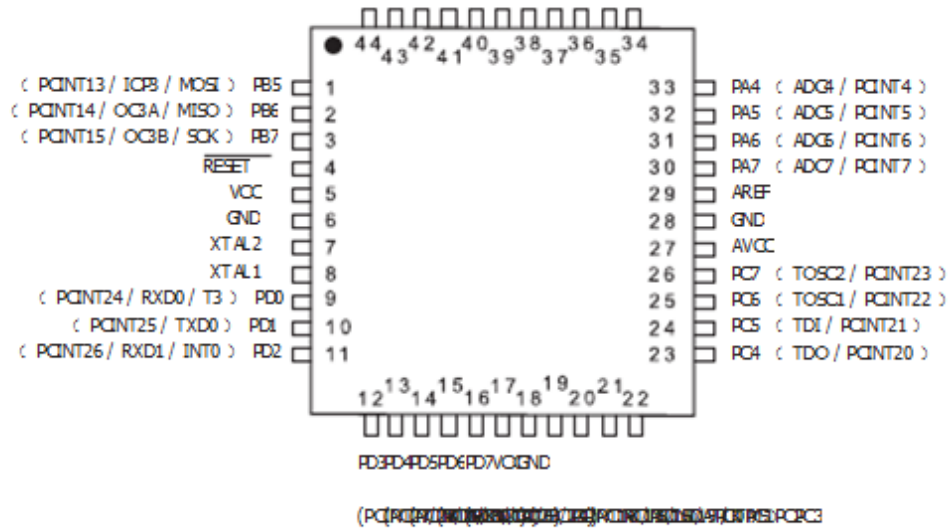 44 43 42 41 40 39 38 37 36 35 34
( PCINT13 / ICP3 / MOSI ) PB5 1
( PCINT14 / OC3A / MISO ) PB6 2
( PCINT15 / OC3B / SCK ) PB7 3
RESET 4
VCC 5
GND 6
XTAL2 7
XTAL1 8
( PCINT24 / RXD0 / T3 ) PD0 9
( PCINT25 / TXD0 ) PD1 10
( PCINT26 / RXD1 / INT0 ) PD2 11
33 PA4 ( ADC4 / PCINT4 )
32 PA5 ( ADC5 / PCINT5 )
31 PA6 ( ADC6 / PCINT6 )
30 PA7 ( ADC7 / PCINT7 )
29 AREF
28 GND
27 AVCC
26 PC7 ( TOSC2 / PCINT23 )
25 PC6 ( TOSC1 / PCINT22 )
24 PC5 ( TDI / PCINT21 )
23 PC4 ( TDO / PCINT20 )
12 13 14 15 16 17 18 19 20 21 22
PD3PD4PD5PD6PD7VCCGND
PC2PC3